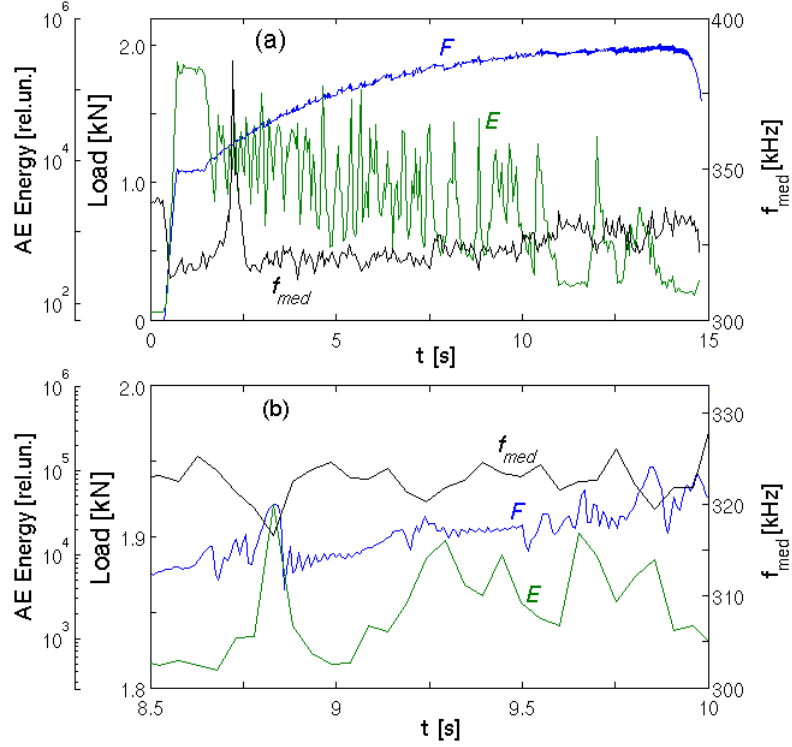 10^6
2.0
400
(a)
F
10^5
AE Energy [rel.un.]
Load [kN]
E
350
f_med [kHz]
10^4
1.0
10^2
f_med
0
300
0
5
10
15
t [s]
10^6
2.0
(b)
330
f_med
10^5
AE Energy [rel.un.]
Load [kN]
F
320
f_med [kHz]
1.9
10^4
E
310
10^3
1.8
300
8.5
9
9.5
10
t [s]